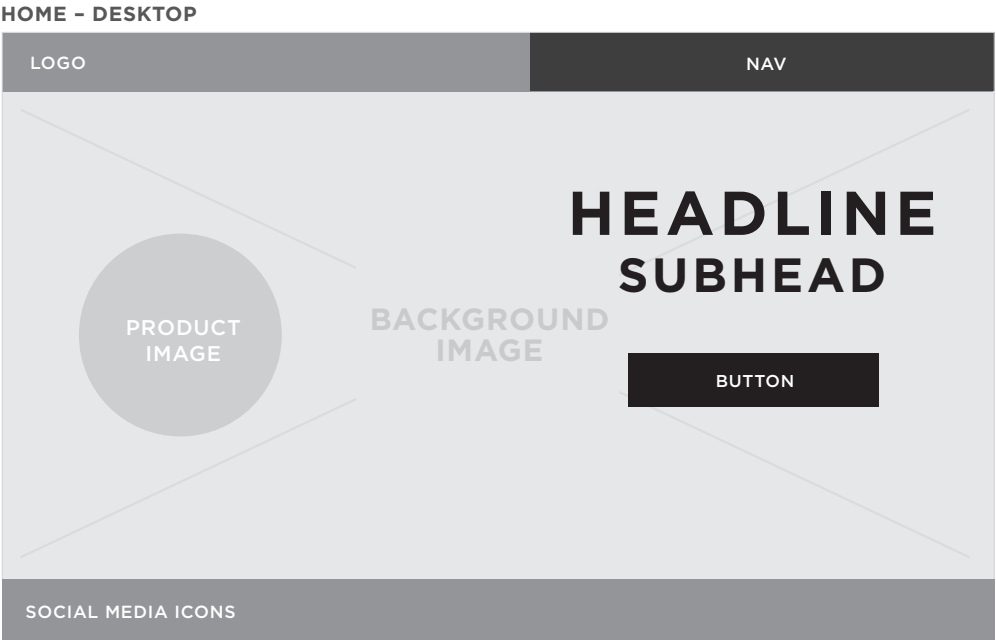 HOME – DESKTOP
LOGO
NAV
HEADLINE
SUBHEAD
PRODUCT
IMAGE
BACKGROUND
IMAGE
BUTTON
SOCIAL MEDIA ICONS